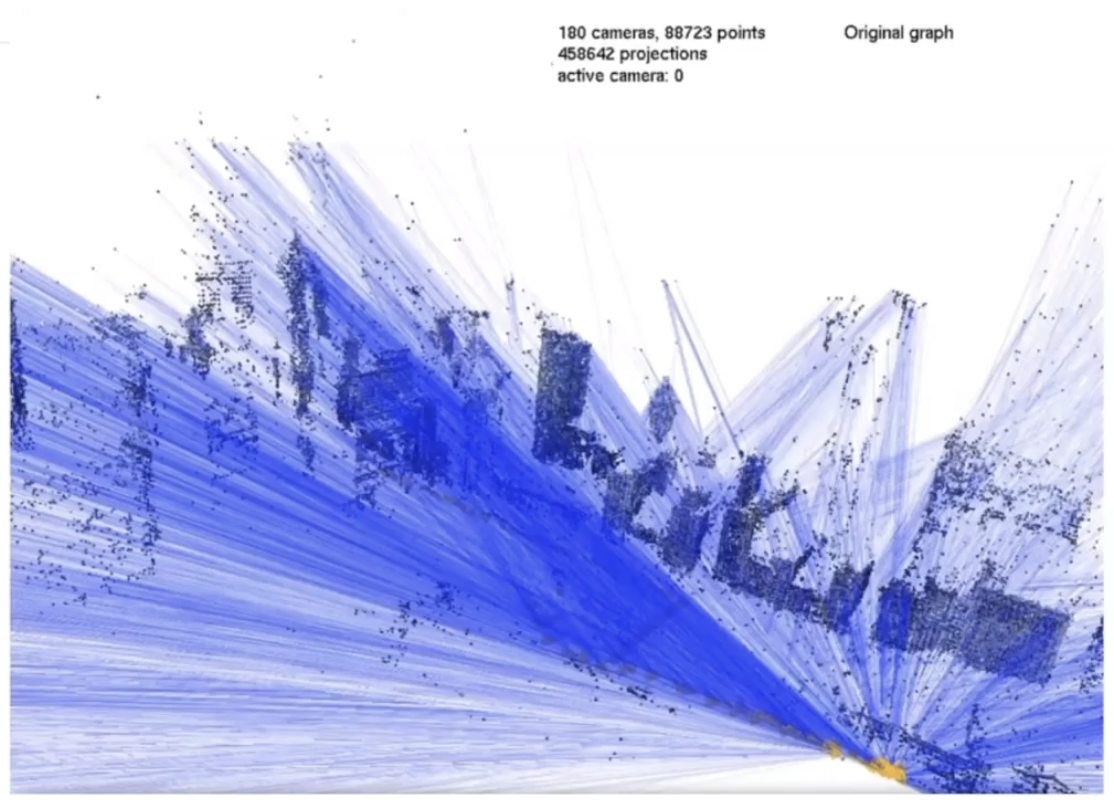 180 cameras, 88723 points
458642 projections
active camera: 0
Original graph